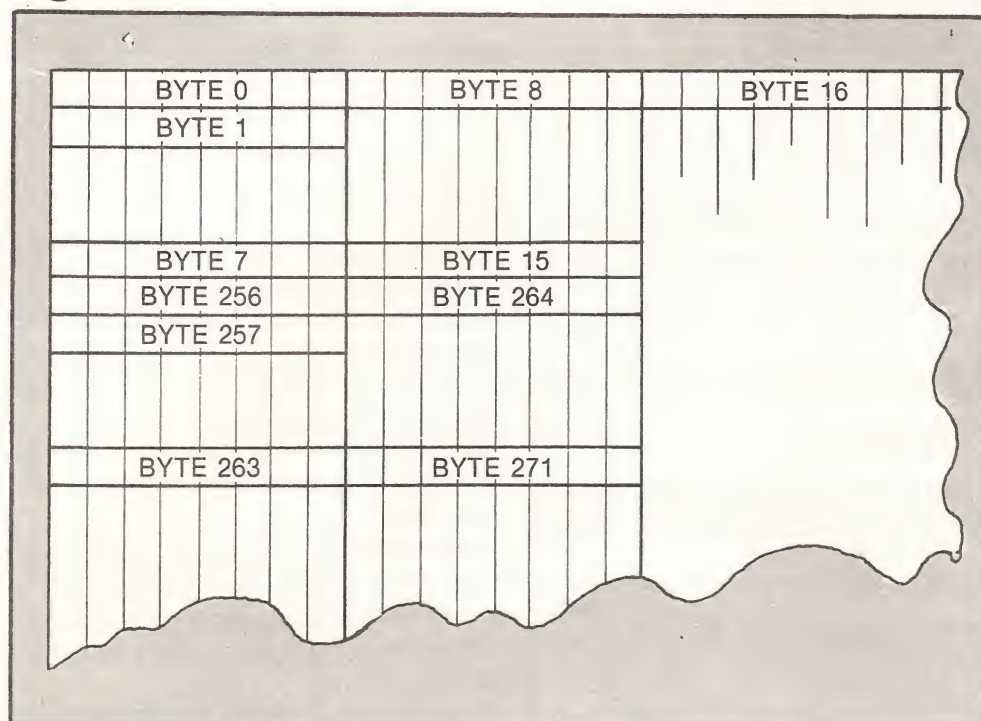 BYTE 0 BYTE 8 BYTE 16
BYTE 1
BYTE 7 BYTE 15
BYTE 256 BYTE 264
BYTE 257
BYTE 263 BYTE 271